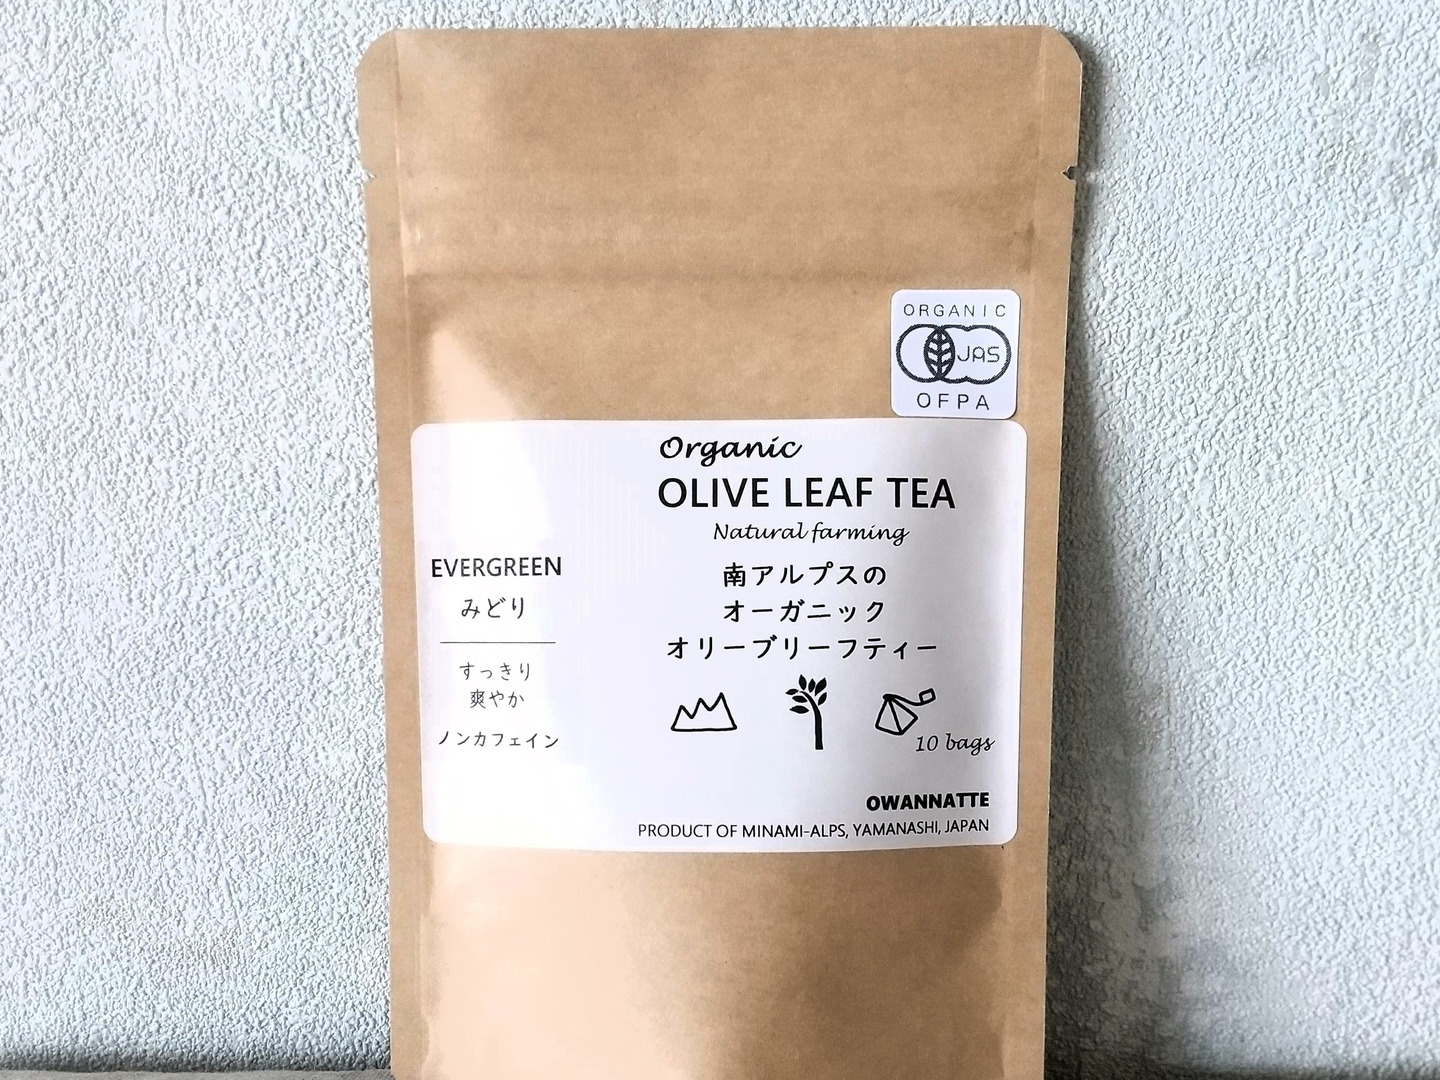 ORGANIC
JAS
OFPA
Organic
OLIVE LEAF TEA
Natural farming
南アルプスの
オーガニック
オリーブリーフティー
10 bags
EVERGREEN
みどり
すっきり
爽やか
ノンカフェイン
OWANNATTE
PRODUCT OF MINAMI-ALPS, YAMANASHI, JAPAN